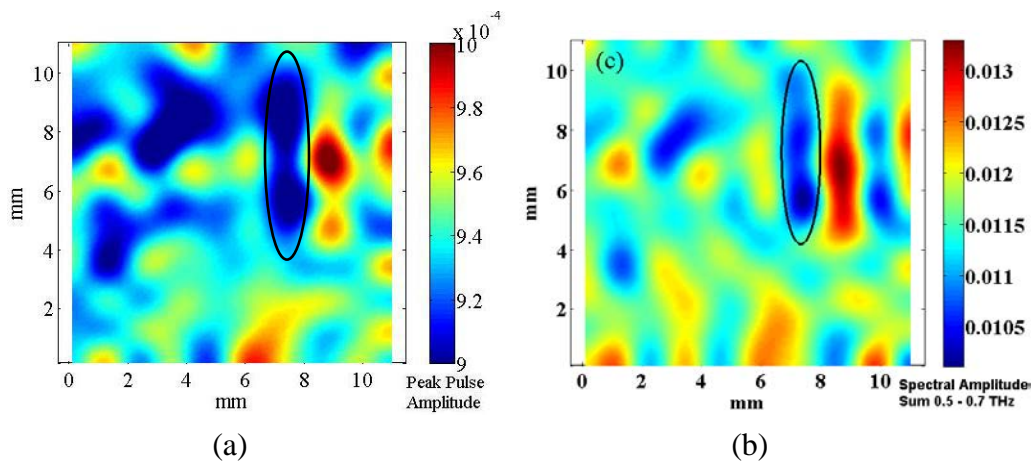 x 10
-4
10
8
6
4
2
mm
0 2 4 6 8 10
mm
10
9.8
9.6
9.4
9.2
9
Peak Pulse
Amplitude
(a)
(c)
10
8
6
4
2
mm
0 2 4 6 8 10
mm
0.013
0.0125
0.012
0.0115
0.011
0.0105
Spectral Amplitude
Sum 0.5 - 0.7 THz
(b)